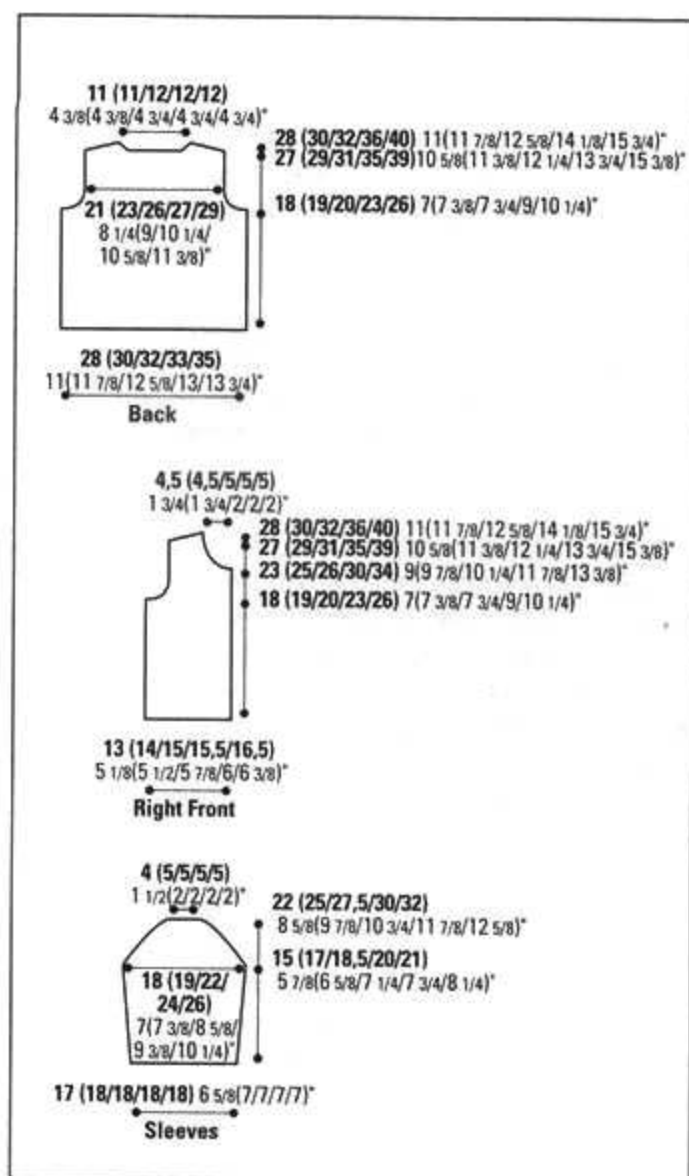 11 (11/12/12/12)
4 3/8(4 3/8/4 3/4/4 3/4/4 3/4)"
28 (30/32/36/40) 11(11 7/8/12 5/8/14 1/8/15 3/4)"
27 (29/31/35/39)10 5/8(11 3/8/12 1/4/13 3/4/15 3/8)"
21 (23/26/27/29)
8 1/4(9/10 1/4/
10 5/8/11 3/8)"
18 (19/20/23/26) 7(7 3/8/7 3/4/9/10 1/4)"
28 (30/32/33/35)
11(11 7/8/12 5/8/13/13 3/4)"
Back
4,5 (4,5/5/5/5)
1 3/4(1 3/4/2/2/2)"
28 (30/32/36/40) 11(11 7/8/12 5/8/14 1/8/15 3/4)"
27 (29/31/35/39) 10 5/8(11 3/8/12 1/4/13 3/4/15 3/8)"
23 (25/26/30/34) 9(9 7/8/10 1/4/11 7/8/13 3/8)"
18 (19/20/23/26) 7(7 3/8/7 3/4/9/10 1/4)"
13 (14/15/15,5/16,5)
5 1/8(5 1/2/5 7/8/6/6 3/8)"
Right Front
4 (5/5/5/5)
1 1/2(2/2/2/2)"
22 (25/27,5/30/32)
8 5/8(9 7/8/10 3/4/11 7/8/12 5/8)"
15 (17/18,5/20/21)
5 7/8(6 5/8/7 1/4/7 3/4/8 1/4)"
18 (19/22/
24/26)
7(7 3/8/8 5/8/
9 3/8/10 1/4)"
17 (18/18/18/18) 6 5/8(7/7/7/7)"
Sleeves